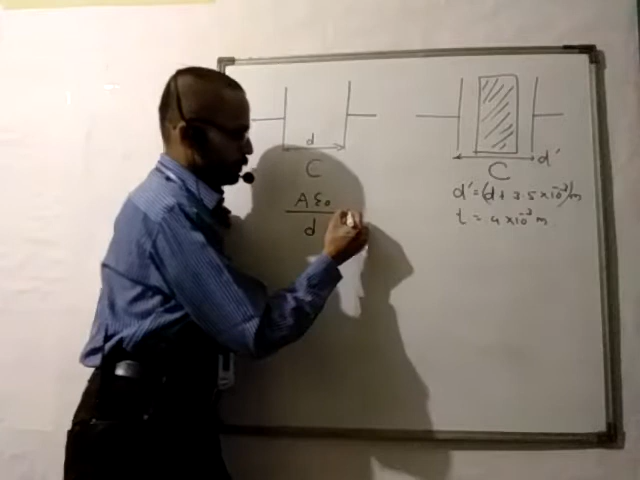 d
C
Aε₀
d
d'
C
d' = (d + 3.5 × 10⁻³)m
t = 4 × 10⁻³ m